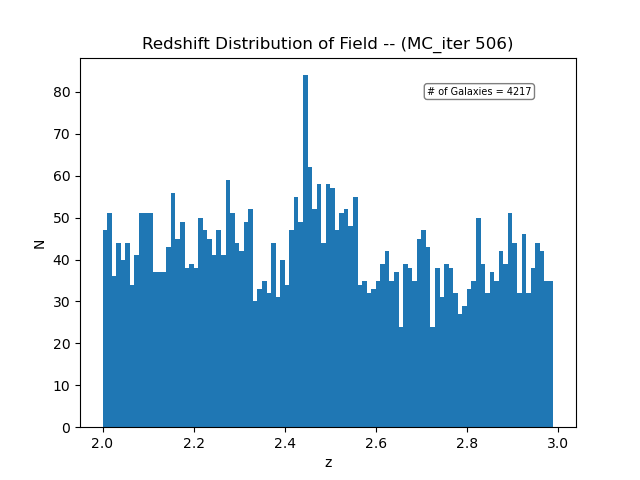 Redshift Distribution of Field -- (MC_iter 506)
# of Galaxies = 4217
N
80
70
60
50
40
30
20
10
0
2.0 2.2 2.4 2.6 2.8 3.0
z